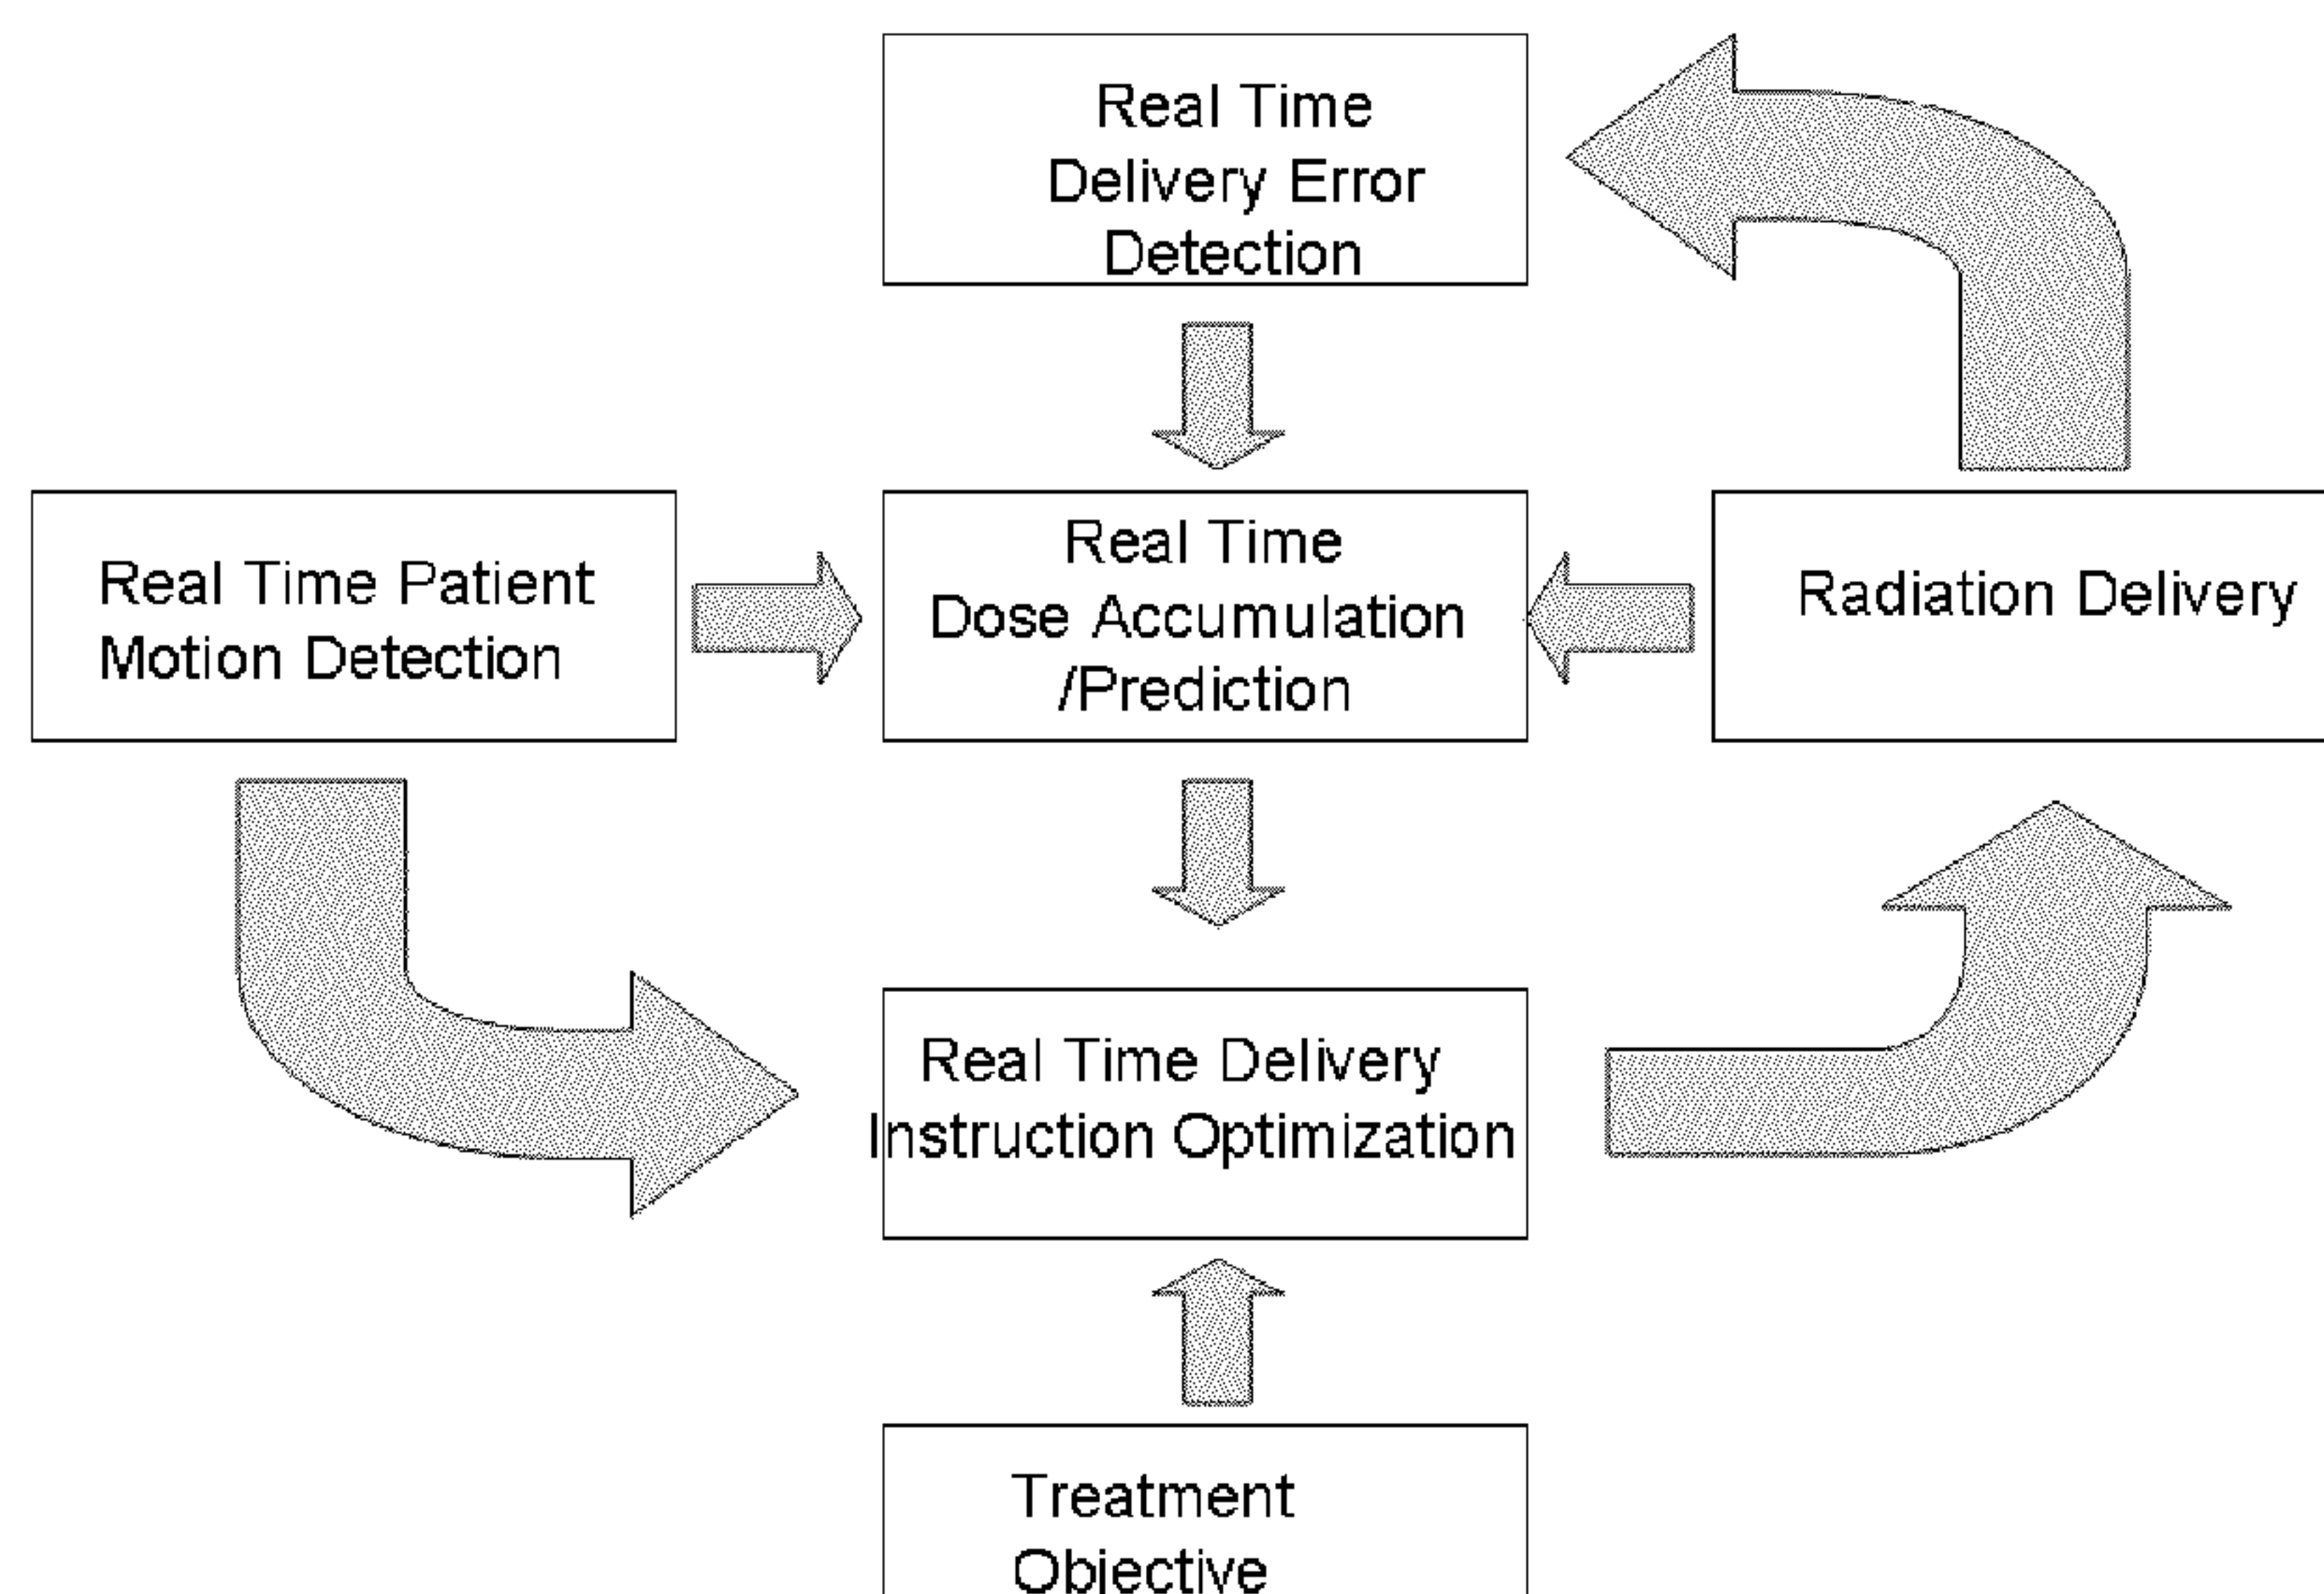 Real Time
Delivery Error
Detection
Real Time Patient
Motion Detection
Real Time
Dose Accumulation
/Prediction
Radiation Delivery
Real Time Delivery
Instruction Optimization
Treatment
Objective